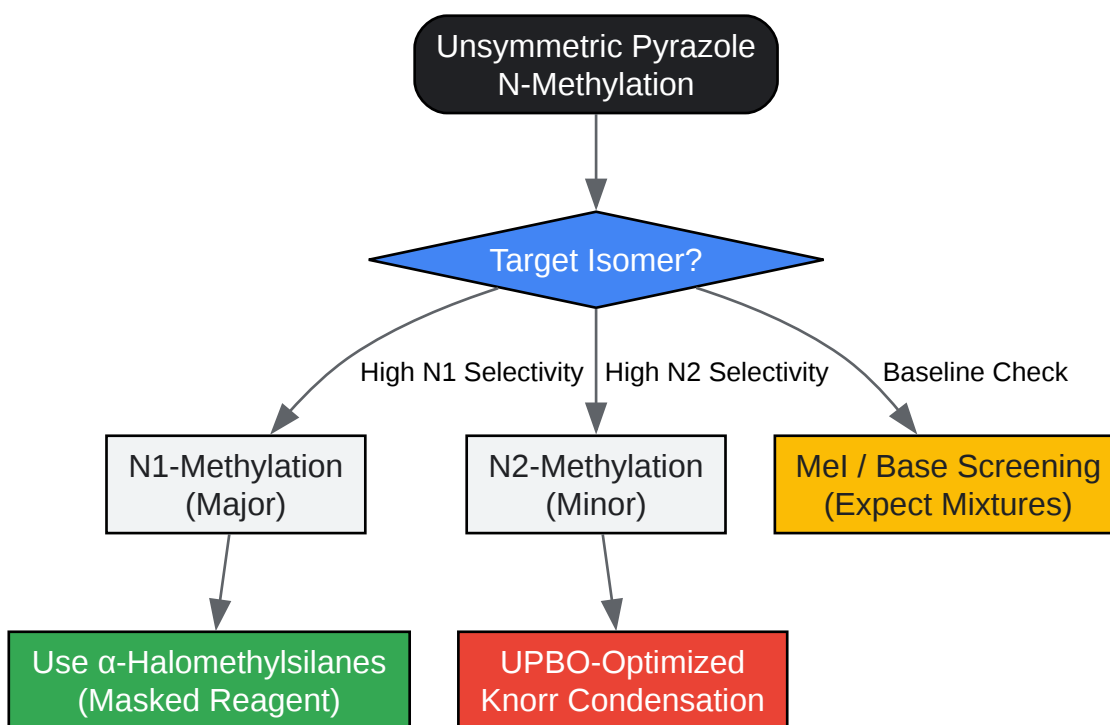 Unsymmetric Pyrazole
N-Methylation
Target Isomer?
High N1 Selectivity
High N2 Selectivity
Baseline Check
N1-Methylation
(Major)
N2-Methylation
(Minor)
MeI / Base Screening
(Expect Mixtures)
Use α-Halomethylsilanes
(Masked Reagent)
UPBO-Optimized
Knorr Condensation